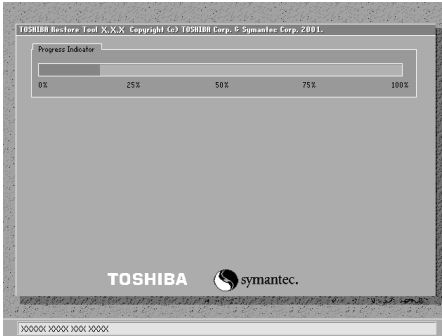 TOSHIBA Restore Tool X.X.X Copyright (c) TOSHIBA Corp. & Symantec Corp. 2001.
Progress Indicator
0% 25% 50% 75% 100%
TOSHIBA symantec.
XXXXX XXXX XXX XXXX